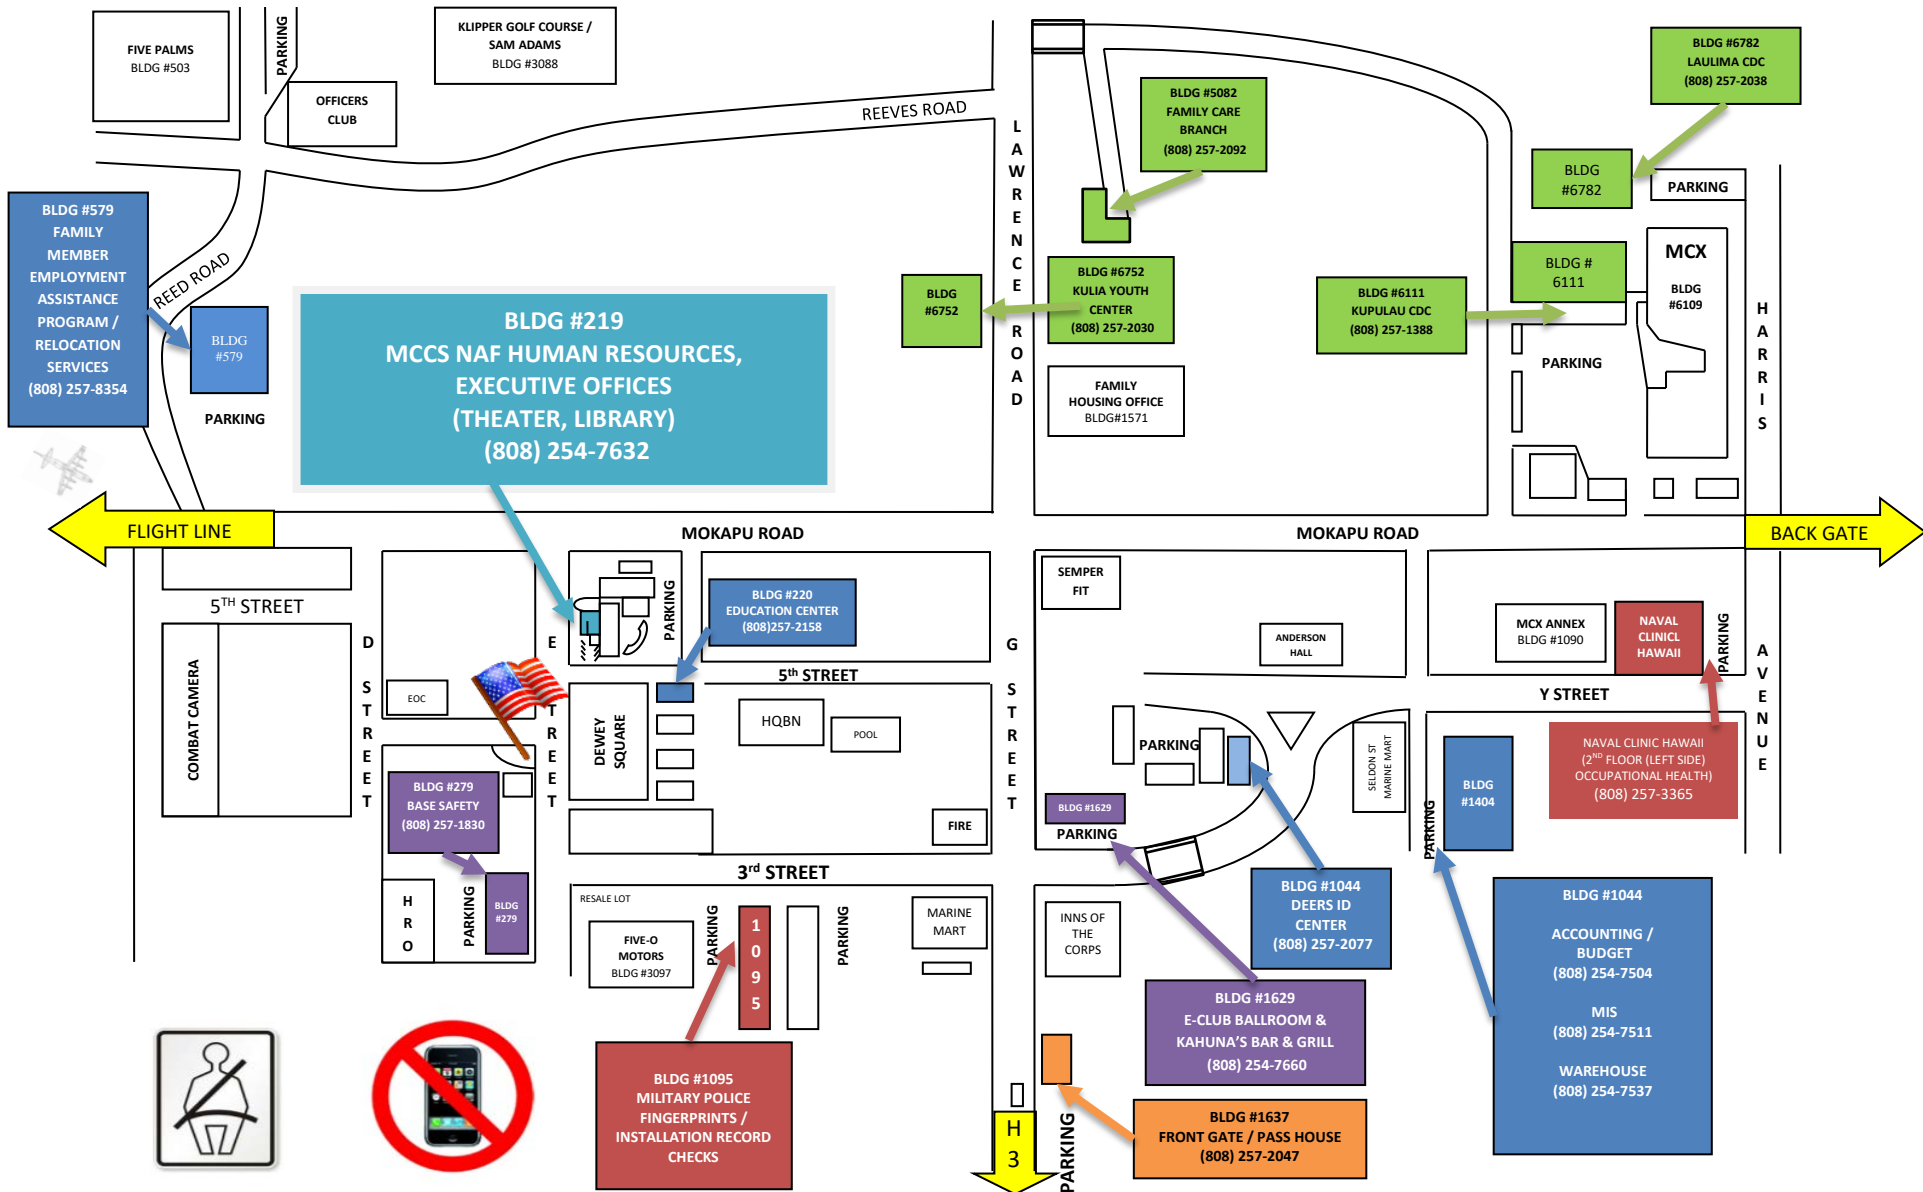 FIVE PALMS
BLDG #503
PARKING
KLIPPER GOLF COURSE /
SAM ADAMS
BLDG #3088
OFFICERS
CLUB
REEVES ROAD
LAWRENCE ROAD
BLDG #5082
FAMILY CARE
BRANCH
(808) 257-2092
BLDG #6782
LAULIMA CDC
(808) 257-2038
BLDG
#6782
PARKING
BLDG #579
FAMILY
MEMBER
EMPLOYMENT
ASSISTANCE
PROGRAM /
RELOCATION
SERVICES
(808) 257-8354
REED ROAD
BLDG
#579
PARKING
BLDG #219
MCCS NAF HUMAN RESOURCES,
EXECUTIVE OFFICES
(THEATER, LIBRARY)
(808) 254-7632
BLDG
#6752
BLDG #6752
KULIA YOUTH
CENTER
(808) 257-2030
FAMILY
HOUSING OFFICE
BLDG#1571
BLDG #6111
KUPULAU CDC
(808) 257-1388
BLDG #
6111
MCX
BLDG
#6109
PARKING
HARRIS
AVENUE
FLIGHT LINE
MOKAPU ROAD
MOKAPU ROAD
BACK GATE
5TH STREET
COMBAT CAMERA
D STREET
EOC
E STREET
PARKING
BLDG #220
EDUCATION CENTER
(808)257-2158
5th STREET
DEWEY
SQUARE
HQBN
POOL
FIRE
G STREET
SEMPER
FIT
ANDERSON
HALL
MCX ANNEX
BLDG #1090
NAVAL
CLINICL
HAWAII
PARKING
Y STREET
NAVAL CLINIC HAWAII
(2ND FLOOR (LEFT SIDE)
OCCUPATIONAL HEALTH)
(808) 257-3365
PARKING
SELDON ST
MARINE MART
BLDG
#1404
PARKING
BLDG #1629
PARKING
BLDG #279
BASE SAFETY
(808) 257-1830
HRO
PARKING
BLDG
#279
3rd STREET
RESALE LOT
FIVE-O
MOTORS
BLDG #3097
PARKING
1095
PARKING
MARINE
MART
INNS OF
THE
CORPS
BLDG #1044
DEERS ID
CENTER
(808) 257-2077
BLDG #1044
ACCOUNTING /
BUDGET
(808) 254-7504
MIS
(808) 254-7511
WAREHOUSE
(808) 254-7537
BLDG #1629
E-CLUB BALLROOM &
KAHUNA'S BAR & GRILL
(808) 254-7660
BLDG #1095
MILITARY POLICE
FINGERPRINTS /
INSTALLATION RECORD
CHECKS
H3
PARKING
BLDG #1637
FRONT GATE / PASS HOUSE
(808) 257-2047